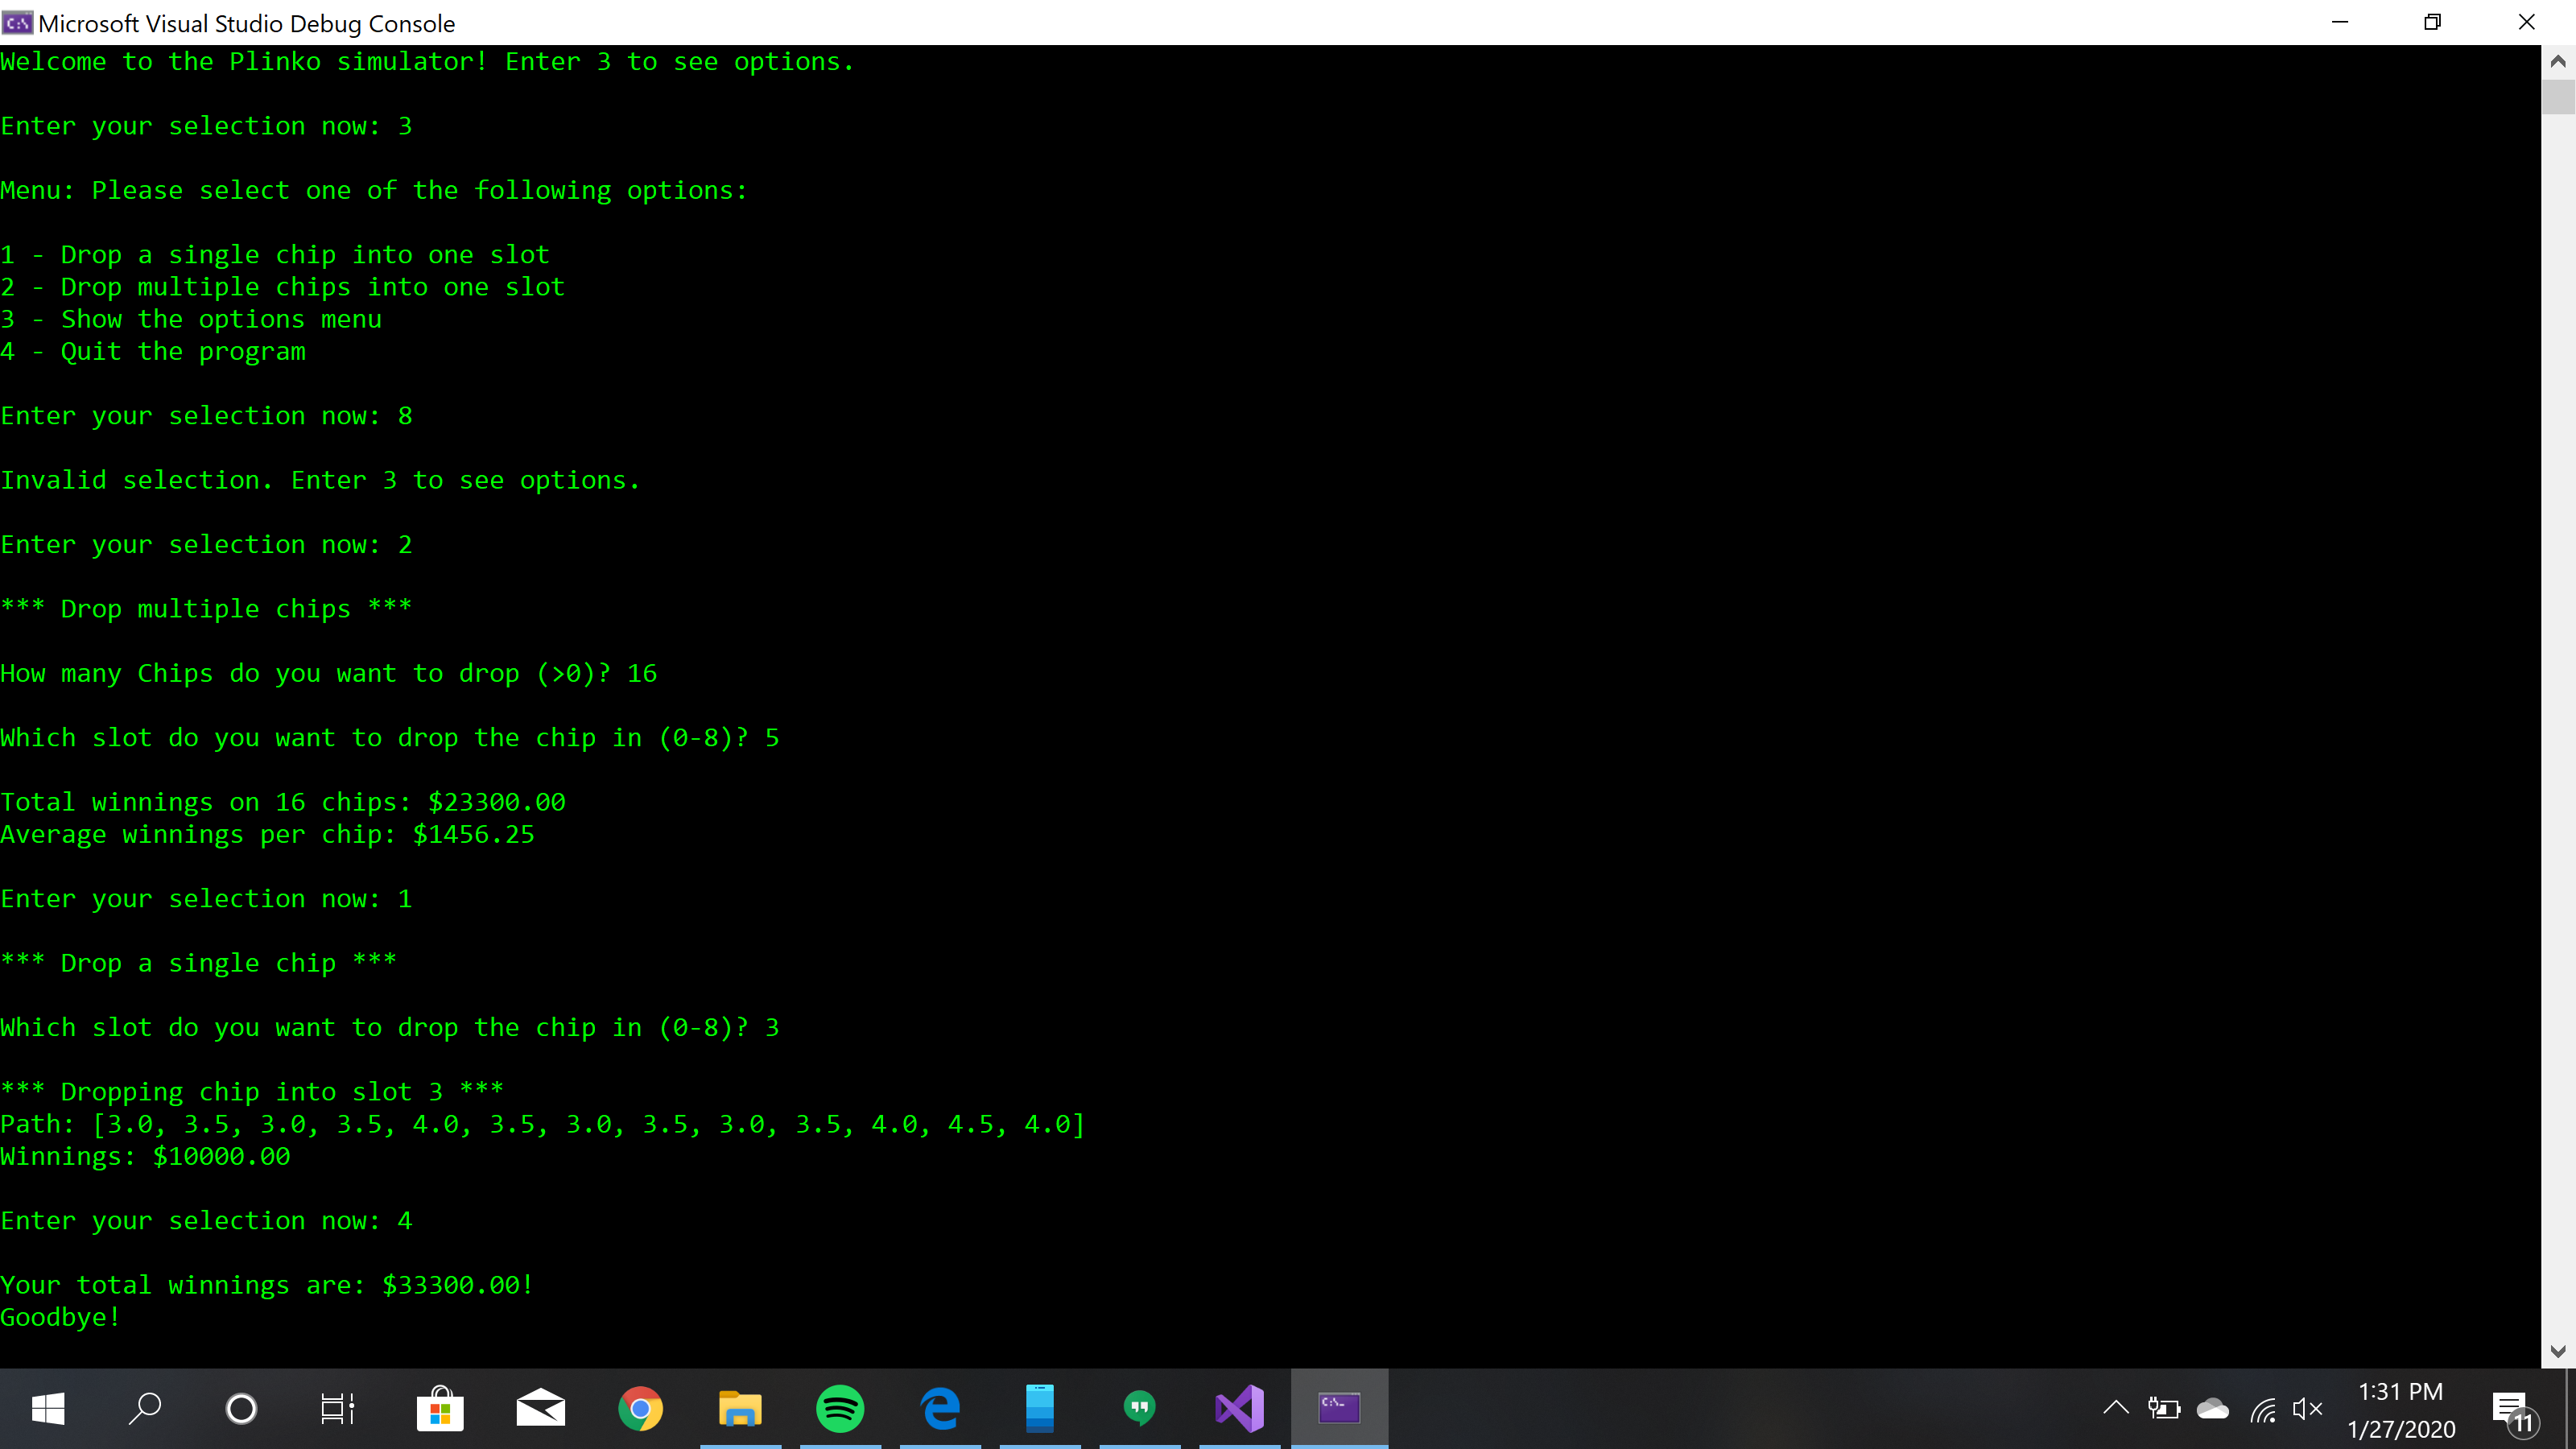 Microsoft Visual Studio Debug Console
Welcome to the Plinko simulator! Enter 3 to see options.
Enter your selection now: 3
Menu: Please select one of the following options:
1 - Drop a single chip into one slot
2 - Drop multiple chips into one slot
3 - Show the options menu
4 - Quit the program
Enter your selection now: 8
Invalid selection. Enter 3 to see options.
Enter your selection now: 2
*** Drop multiple chips ***
How many Chips do you want to drop (>0)? 16
Which slot do you want to drop the chip in (0-8)? 5
Total winnings on 16 chips: $23300.00
Average winnings per chip: $1456.25
Enter your selection now: 1
*** Drop a single chip ***
Which slot do you want to drop the chip in (0-8)? 3
*** Dropping chip into slot 3 ***
Path: [3.0, 3.5, 3.0, 3.5, 4.0, 3.5, 3.0, 3.5, 3.0, 3.5, 4.0, 4.5, 4.0]
Winnings: $10000.00
Enter your selection now: 4
Your total winnings are: $33300.00!
Goodbye!
1:31 PM
1/27/2020
11